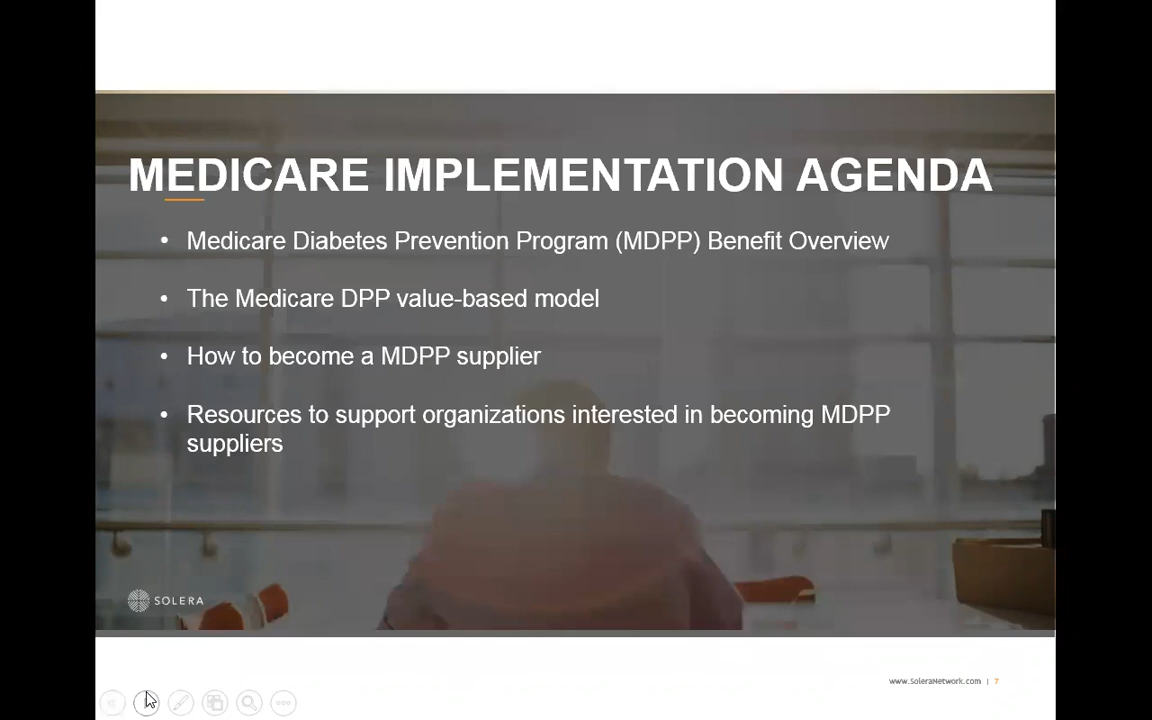 MEDICARE IMPLEMENTATION AGENDA
• Medicare Diabetes Prevention Program (MDPP) Benefit Overview
• The Medicare DPP value-based model
• How to become a MDPP supplier
• Resources to support organizations interested in becoming MDPP
suppliers
SOLERA
www.SoleraNetwork.com | 7